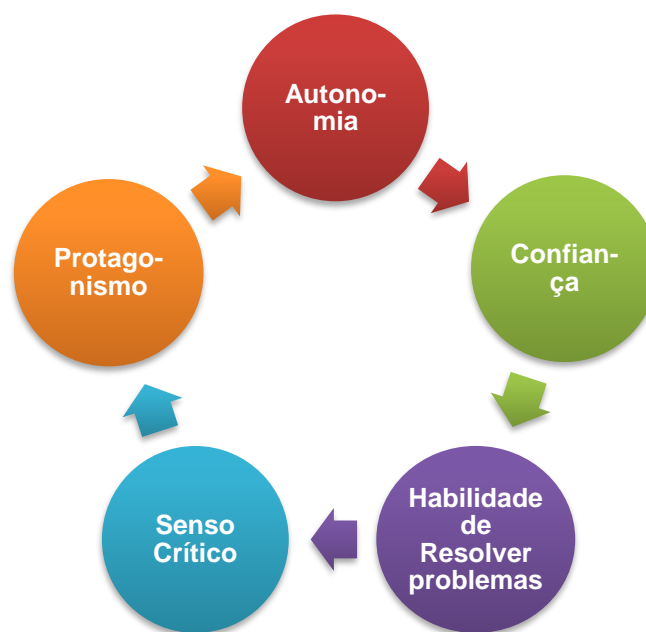 Autono-
mia
Confian-
ça
Habilidade
de
Resolver
problemas
Senso
Crítico
Protago-
nismo